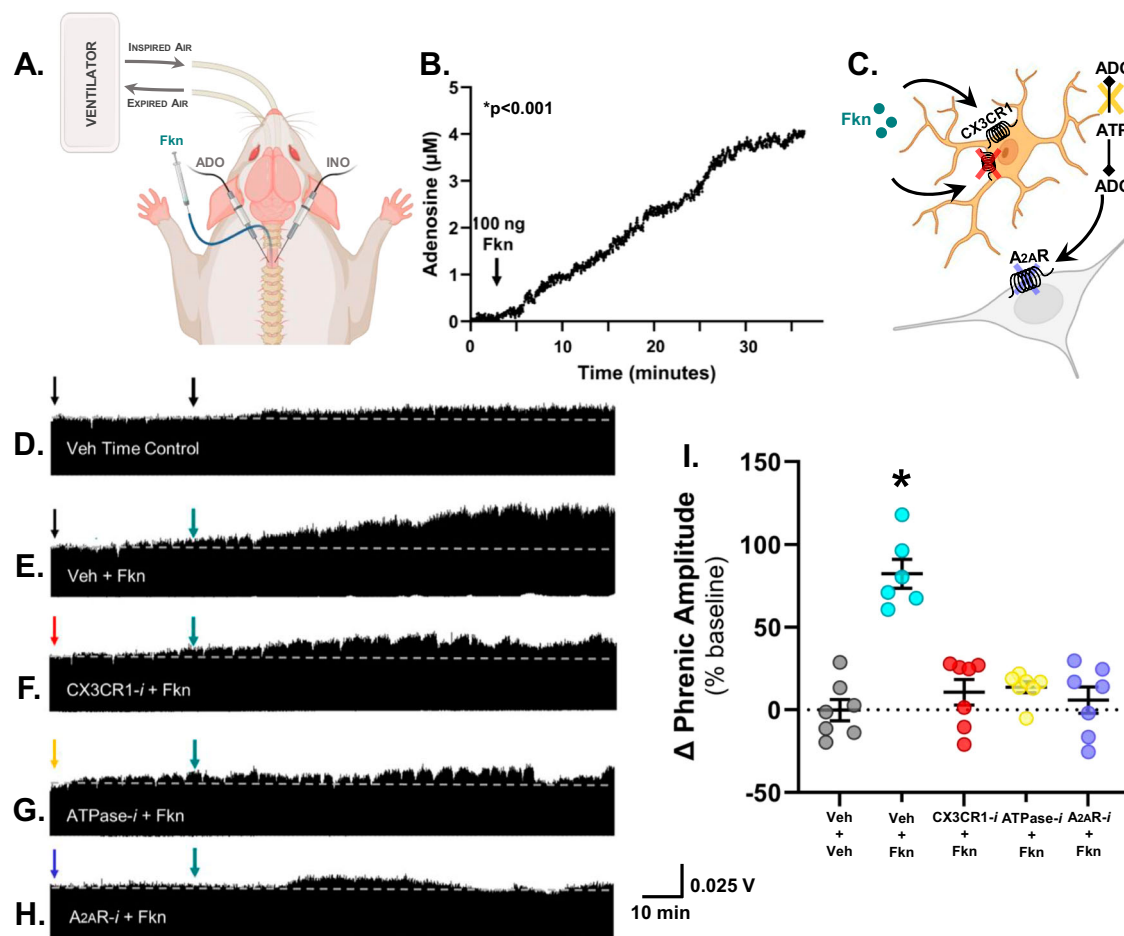 A.
VENTILATOR
INSPIRED AIR
EXPIRED AIR
Fkn
ADO
INO
B.
*p<0.001
100 ng
Fkn
Adenosine (µM)
5
4
3
2
1
0
0
10
20
30
Time (minutes)
C.
Fkn
CX3CR1
ATP
A2AR
D.
Veh Time Control
E.
Veh + Fkn
F.
CX3CR1-i + Fkn
G.
ATPase-i + Fkn
H.
A2AR-i + Fkn
0.025 V
10 min
I.
Δ Phrenic Amplitude
(% baseline)
150
100
50
0
-50
*
Veh
+
Veh
Veh
+
Fkn
CX3CR1-i
+
Fkn
ATPase-i
+
Fkn
A2AR-i
+
Fkn